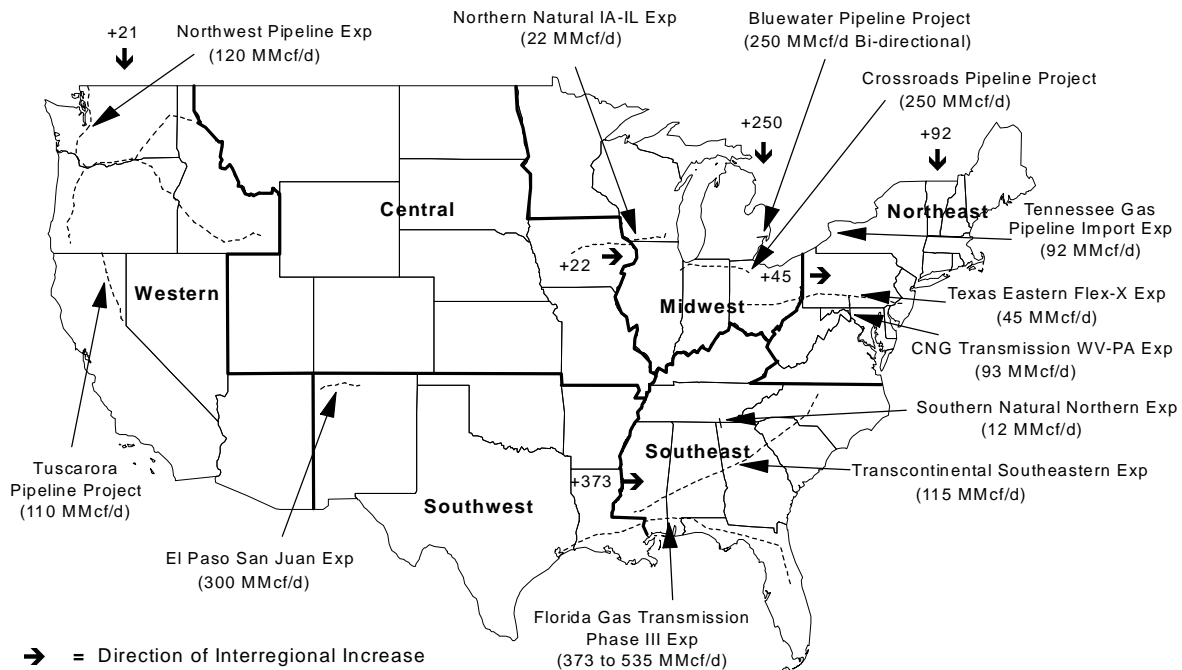 +21
Northwest Pipeline Exp
(120 MMcf/d)
Northern Natural IA-IL Exp
(22 MMcf/d)
Bluewater Pipeline Project
(250 MMcf/d Bi-directional)
Crossroads Pipeline Project
(250 MMcf/d)
+250
+92
Central
Northeast
Tennessee Gas
Pipeline Import Exp
(92 MMcf/d)
+22
+45
Western
Midwest
Texas Eastern Flex-X Exp
(45 MMcf/d)
CNG Transmission WV-PA Exp
(93 MMcf/d)
Southern Natural Northern Exp
(12 MMcf/d)
Southeast
Transcontinental Southeastern Exp
(115 MMcf/d)
Tuscarora
Pipeline Project
(110 MMcf/d)
+373
Southwest
El Paso San Juan Exp
(300 MMcf/d)
Florida Gas Transmission
Phase III Exp
(373 to 535 MMcf/d)
= Direction of Interregional Increase